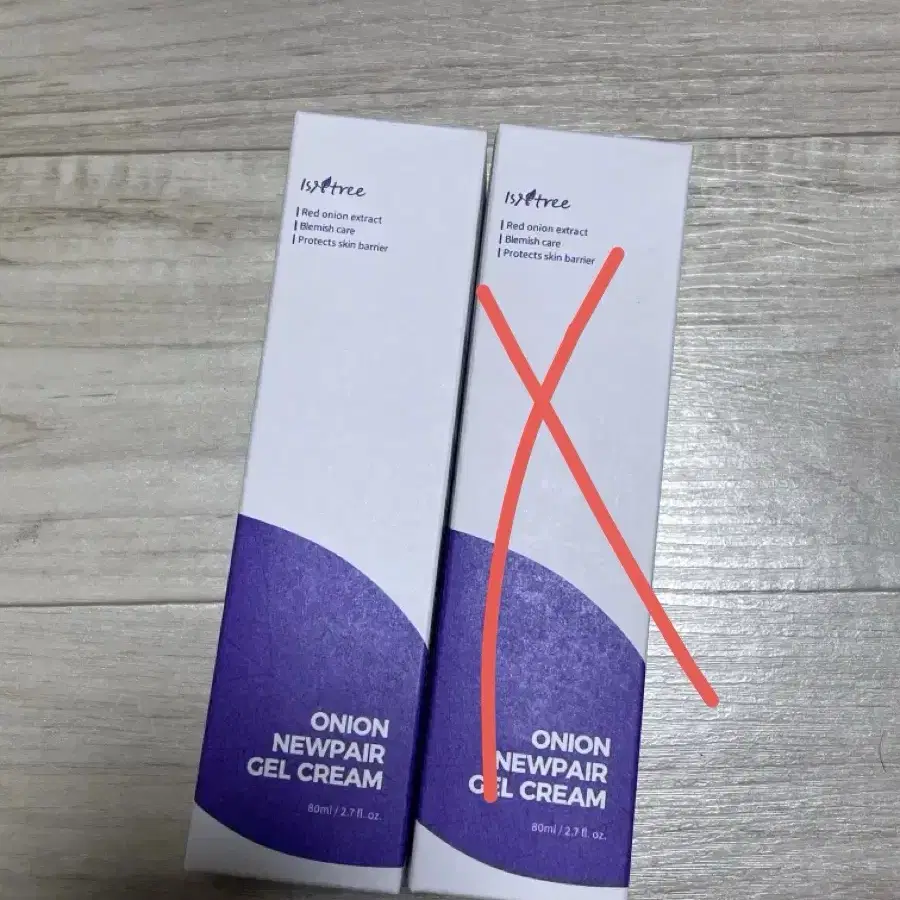 Isntree
Red onion extract
Blemish care
Protects skin barrier
ONION
NEWPAIR
GEL CREAM
80ml / 2.7 fl. oz.
Isntree
Red onion extract
Blemish care
Protects skin barrier
ONION
NEWPAIR
GEL CREAM
80ml / 2.7 fl. oz.